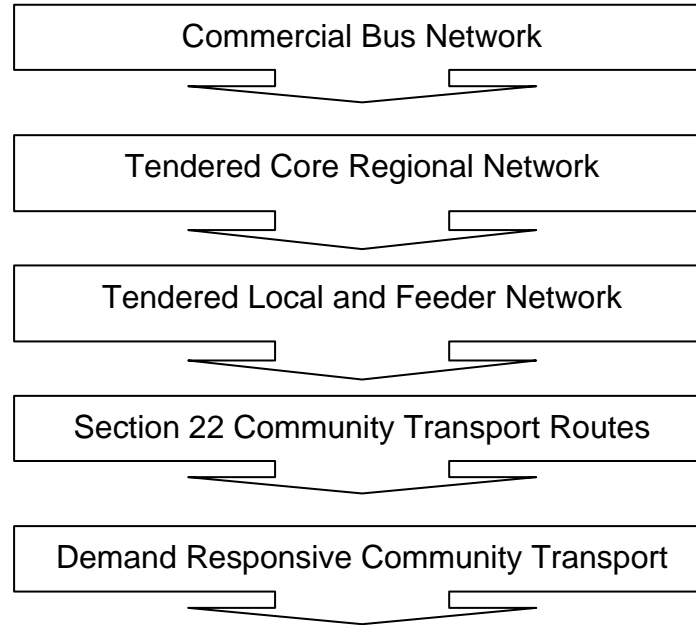 Commercial Bus Network
Tendered Core Regional Network
Tendered Local and Feeder Network
Section 22 Community Transport Routes
Demand Responsive Community Transport